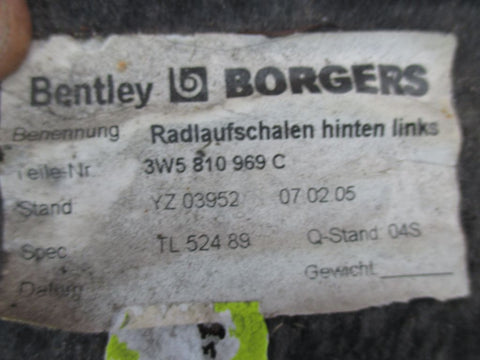 Bentley BORGERS
Benennung Radlaufschalen hinten links
Teile-Nr 3W5 810 969 C
Stand YZ 03952 07 02 05
Spec TL 524 89 Q-Stand 04S
Datum Gewicht: